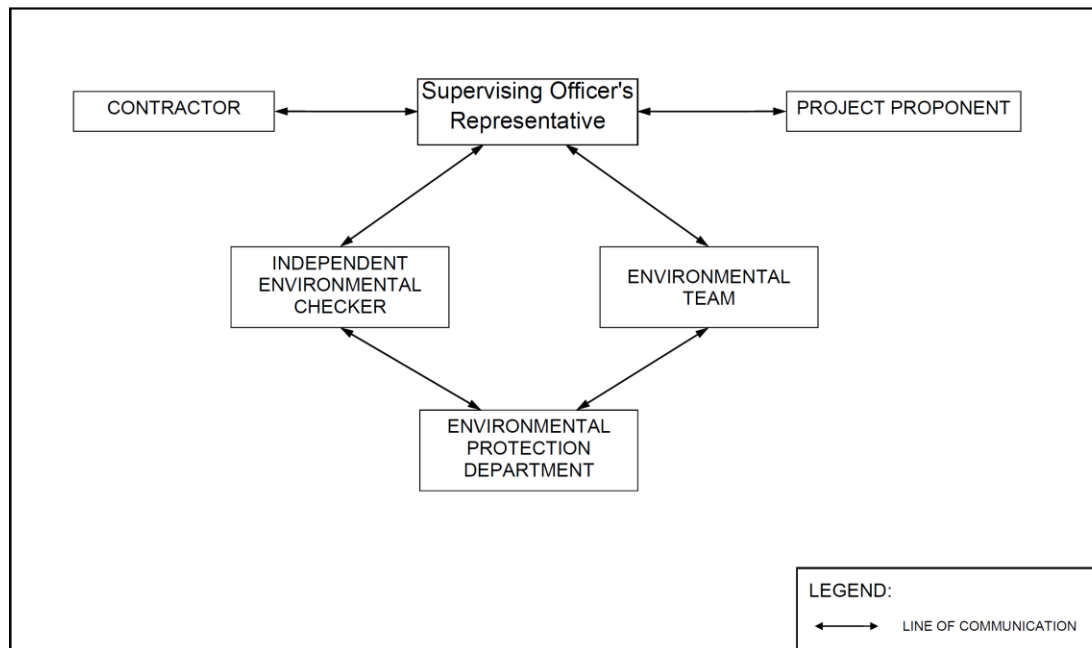 CONTRACTOR
Supervising Officer's
Representative
PROJECT PROPONENT
INDEPENDENT
ENVIRONMENTAL
CHECKER
ENVIRONMENTAL
TEAM
ENVIRONMENTAL
PROTECTION
DEPARTMENT
LEGEND:
LINE OF COMMUNICATION